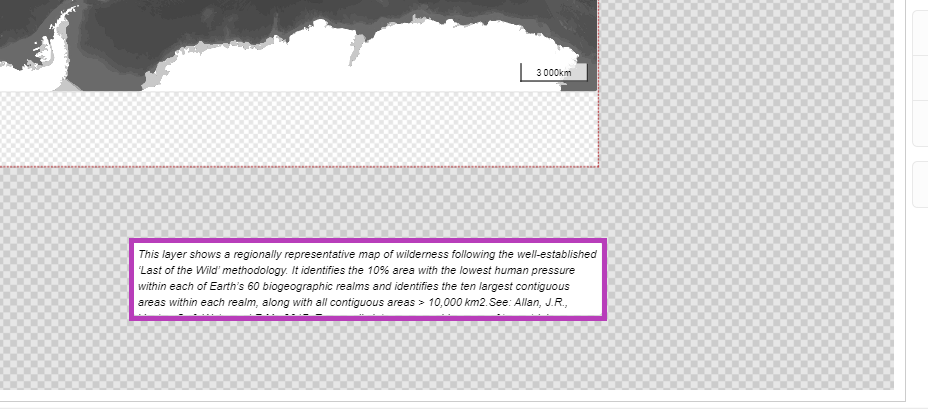 3 000km
This layer shows a regionally representative map of wilderness following the well-established
'Last of the Wild' methodology. It identifies the 10% area with the lowest human pressure
within each of Earth's 60 biogeographic realms and identifies the ten largest contiguous
areas within each realm, along with all contiguous areas > 10,000 km2.See: Allan, J.R.,